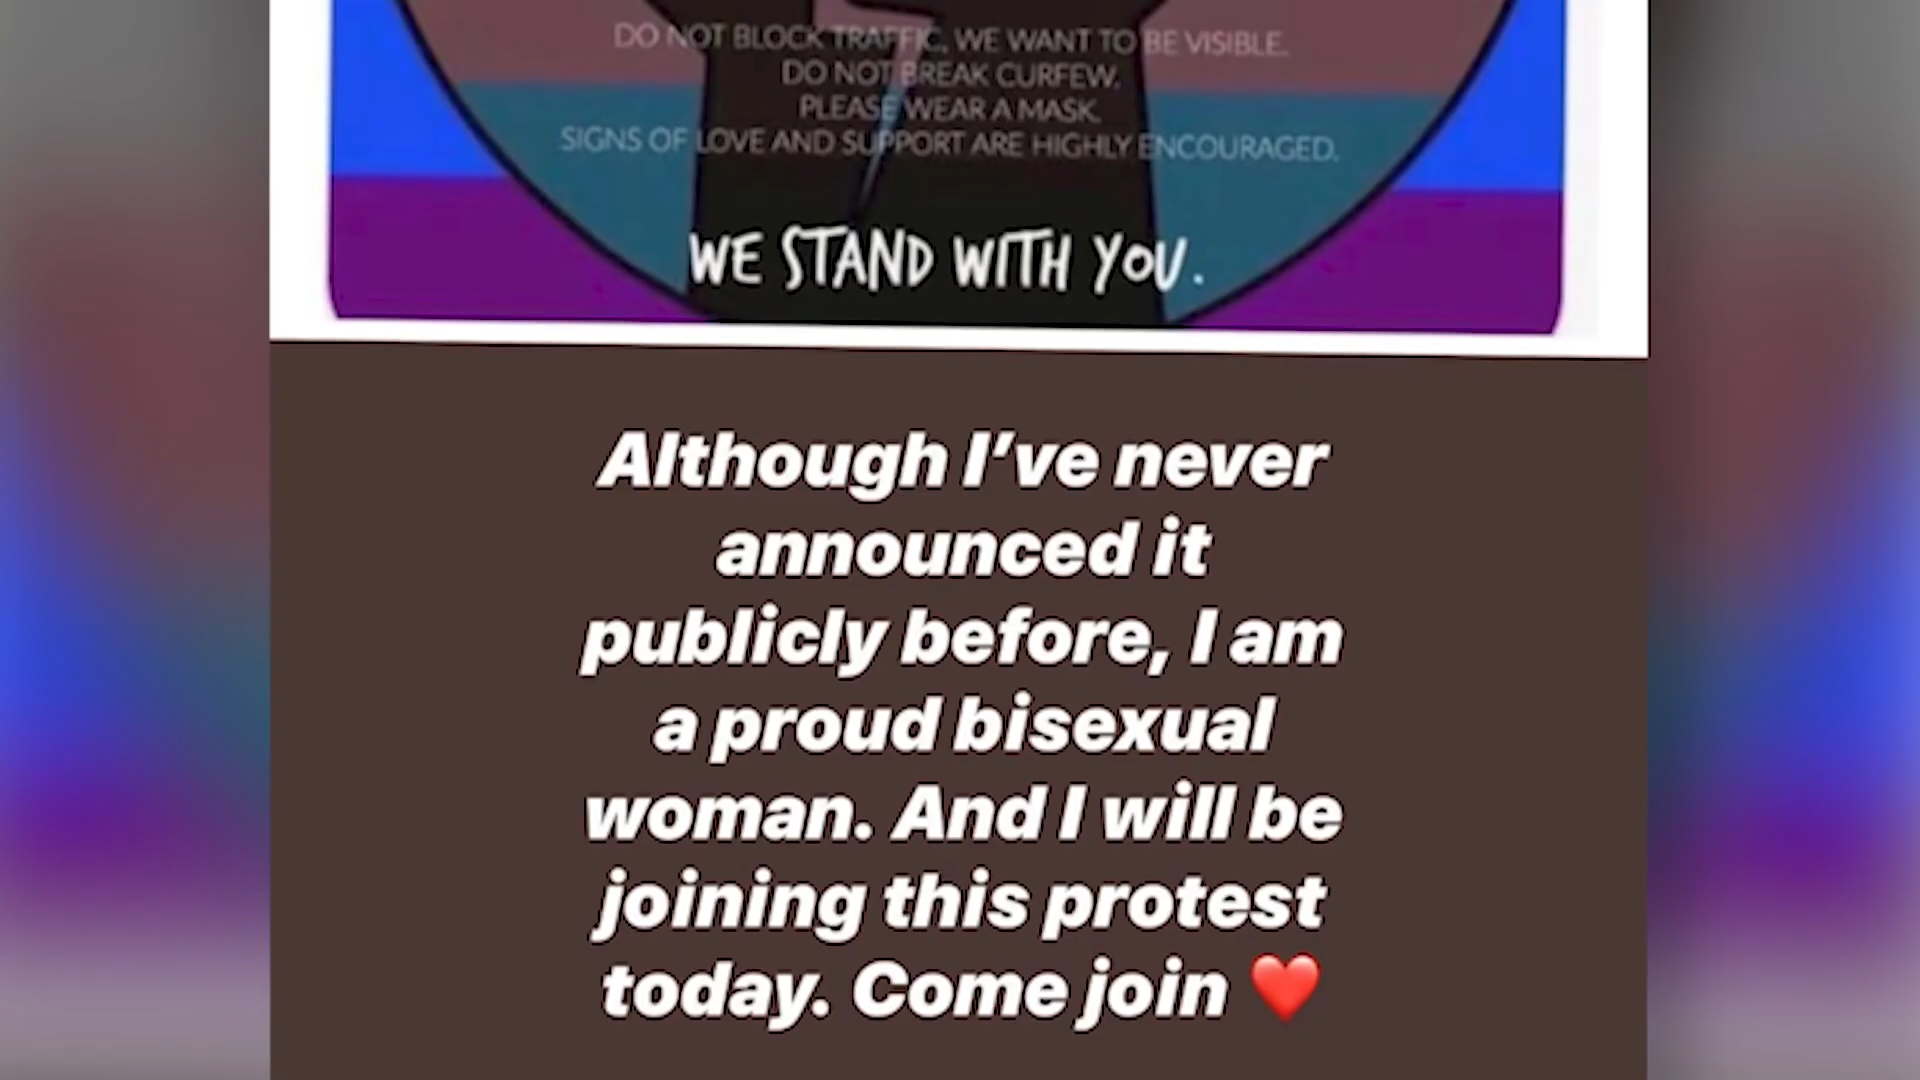 DO NOT BLOCK TRAFFIC, WE WANT TO BE VISIBLE.
DO NOT BREAK CURFEW.
PLEASE WEAR A MASK.
SIGNS OF LOVE AND SUPPORT ARE HIGHLY ENCOURAGED.
WE STAND WITH YOU.
Although I’ve never
announced it
publicly before, I am
a proud bisexual
woman. And I will be
joining this protest
today. Come join ❤️